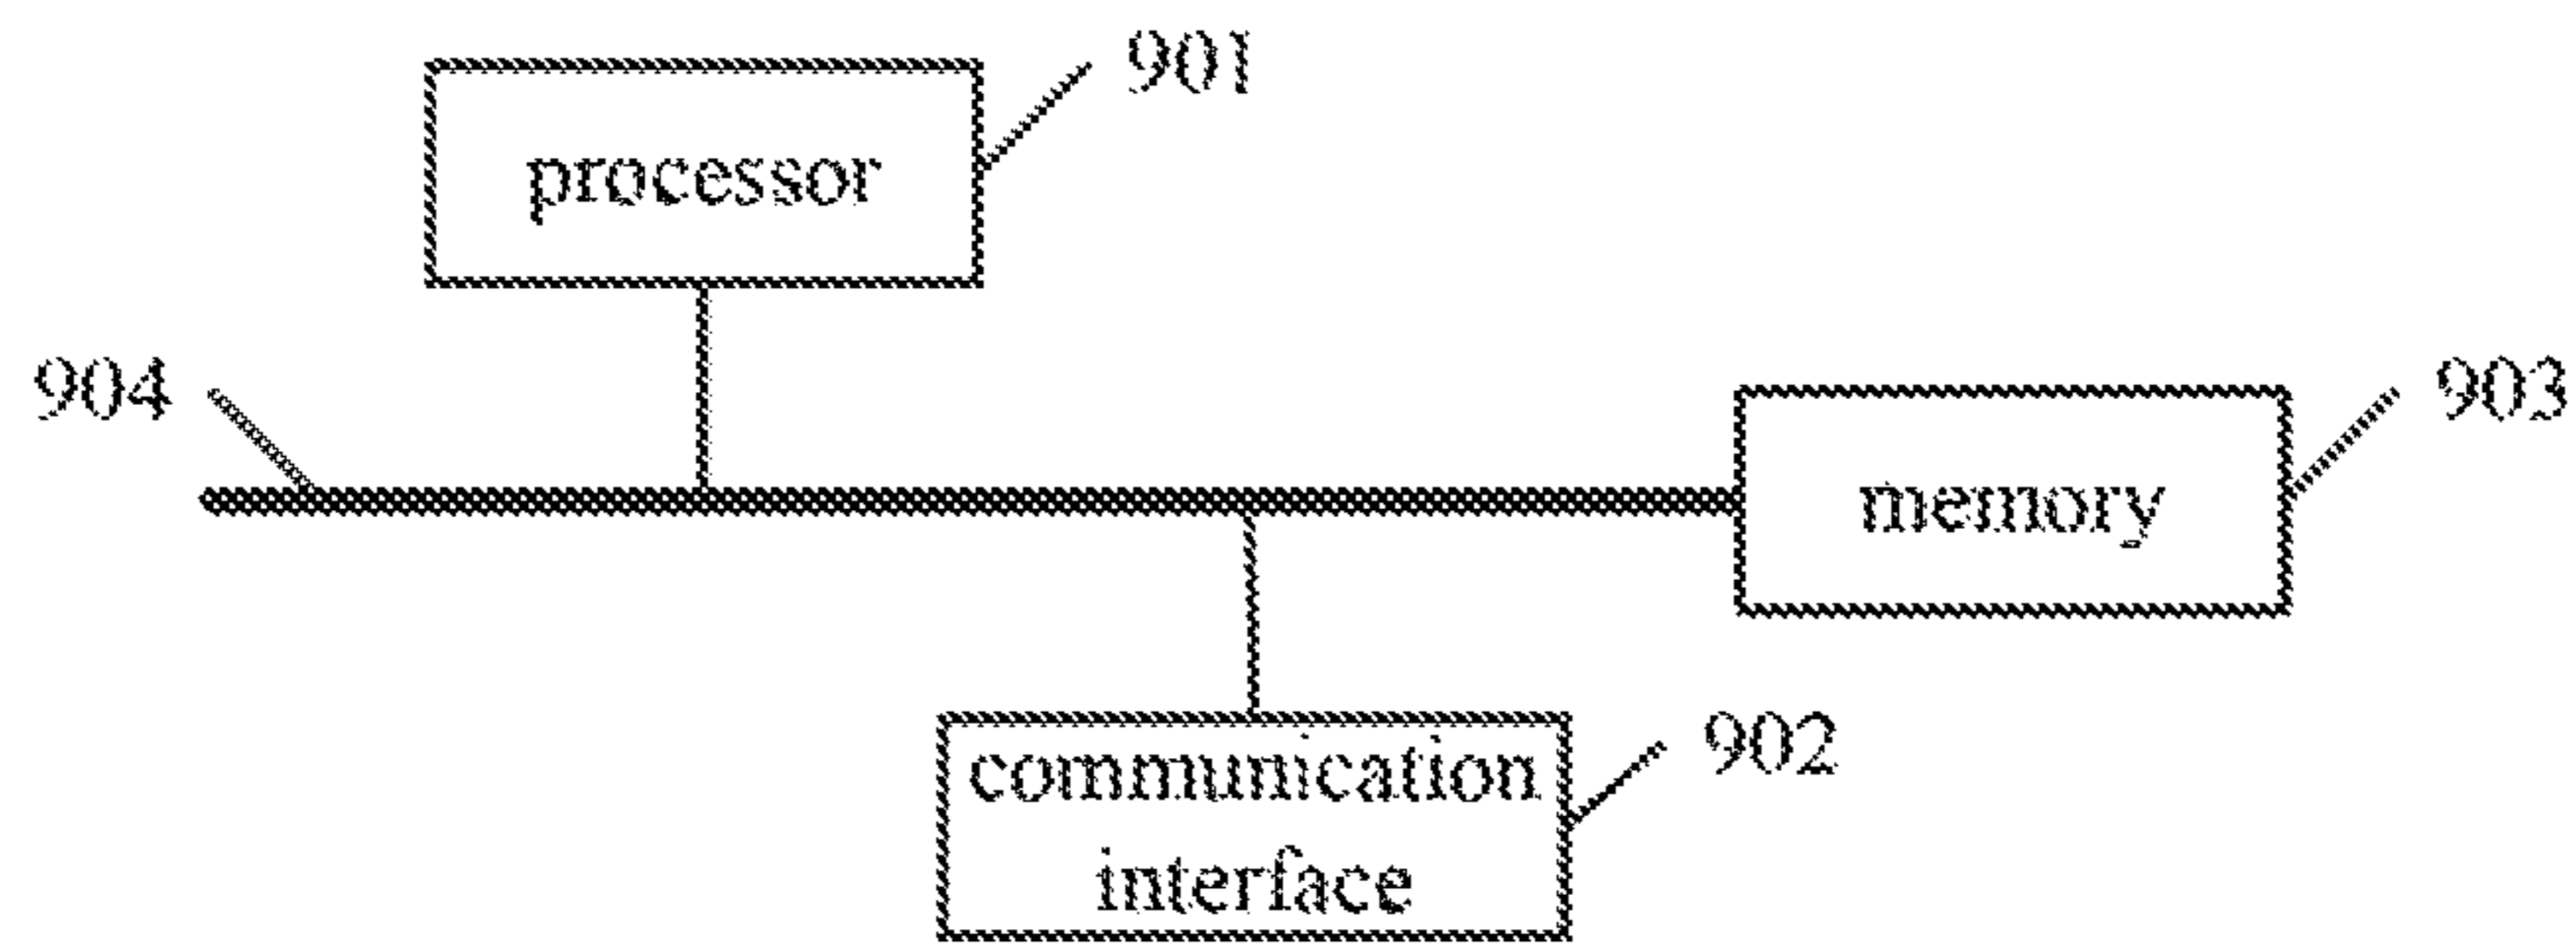 901
processor
904
903
memory
902
communication
interface